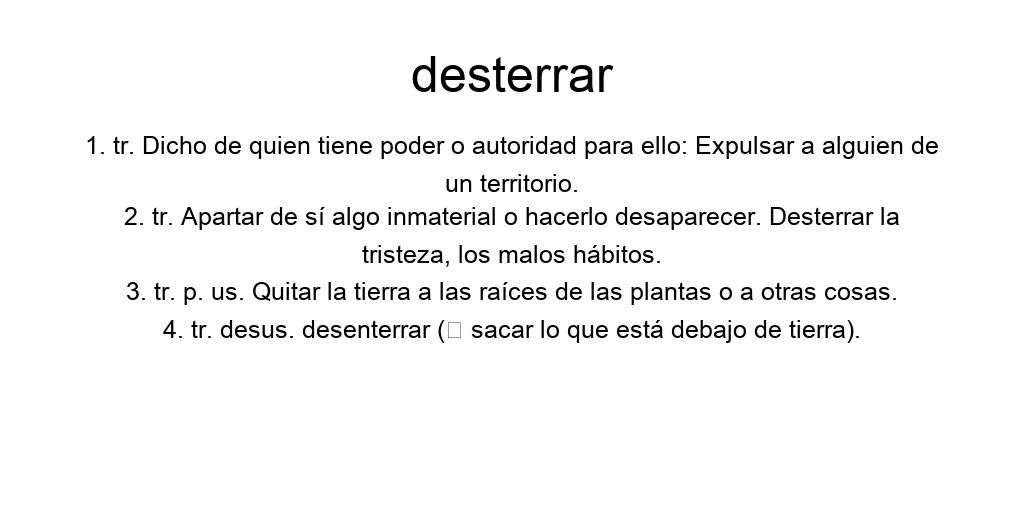 desterrar
1. tr. Dicho de quien tiene poder o autoridad para ello: Expulsar a alguien de
un territorio.
2. tr. Apartar de sí algo inmaterial o hacerlo desaparecer. Desterrar la
tristeza, los malos hábitos.
3. tr. p. us. Quitar la tierra a las raíces de las plantas o a otras cosas.
4. tr. desus. desenterrar (□ sacar lo que está debajo de tierra).